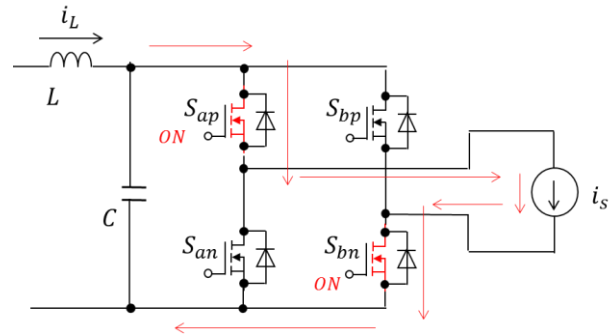 i_L
L
S_ap
ON
S_bp
C
i_s
S_an
S_bn
ON